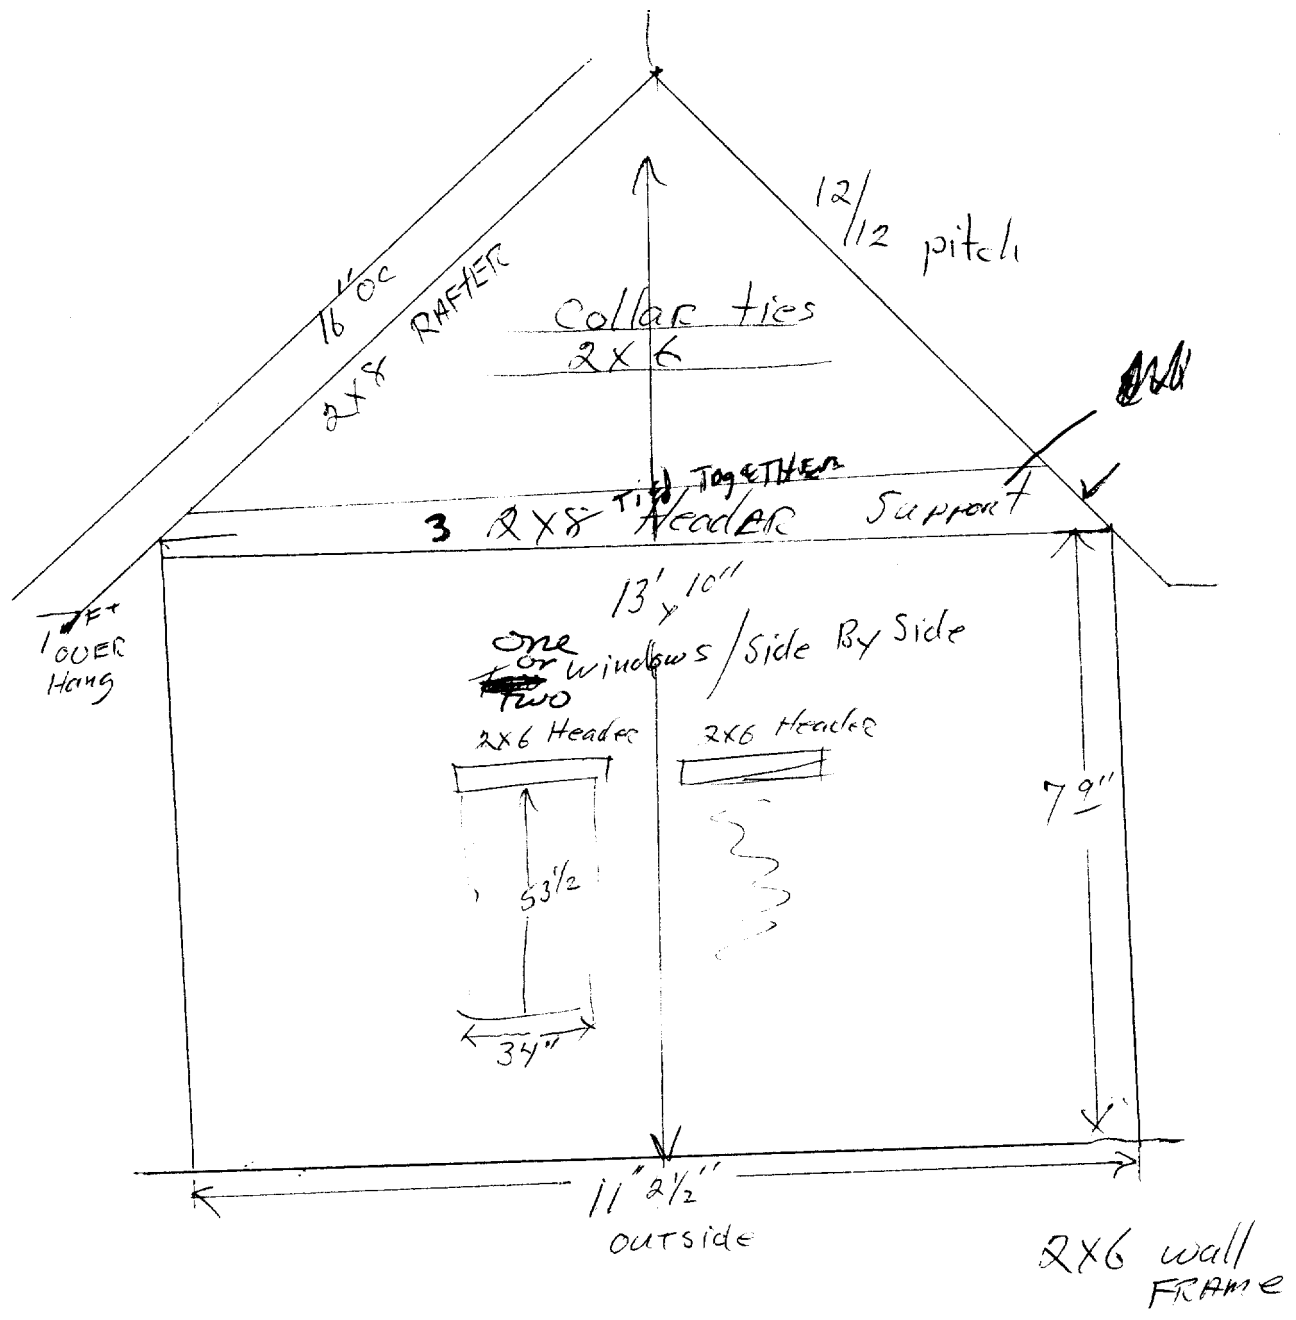 12/12 pitch
16" OC
2X8 RAFTER
Collar ties
2X6
TIED TOgETHER
3 2X8 Header Support
13' 10"
1 FT
OVER
Hang
one
or windows / Side By Side
TWO
2X6 Header
2X6 Header
7 9"
53 1/2
34"
11" 2 1/2"
OUTSide
2X6 wall
FRAMe